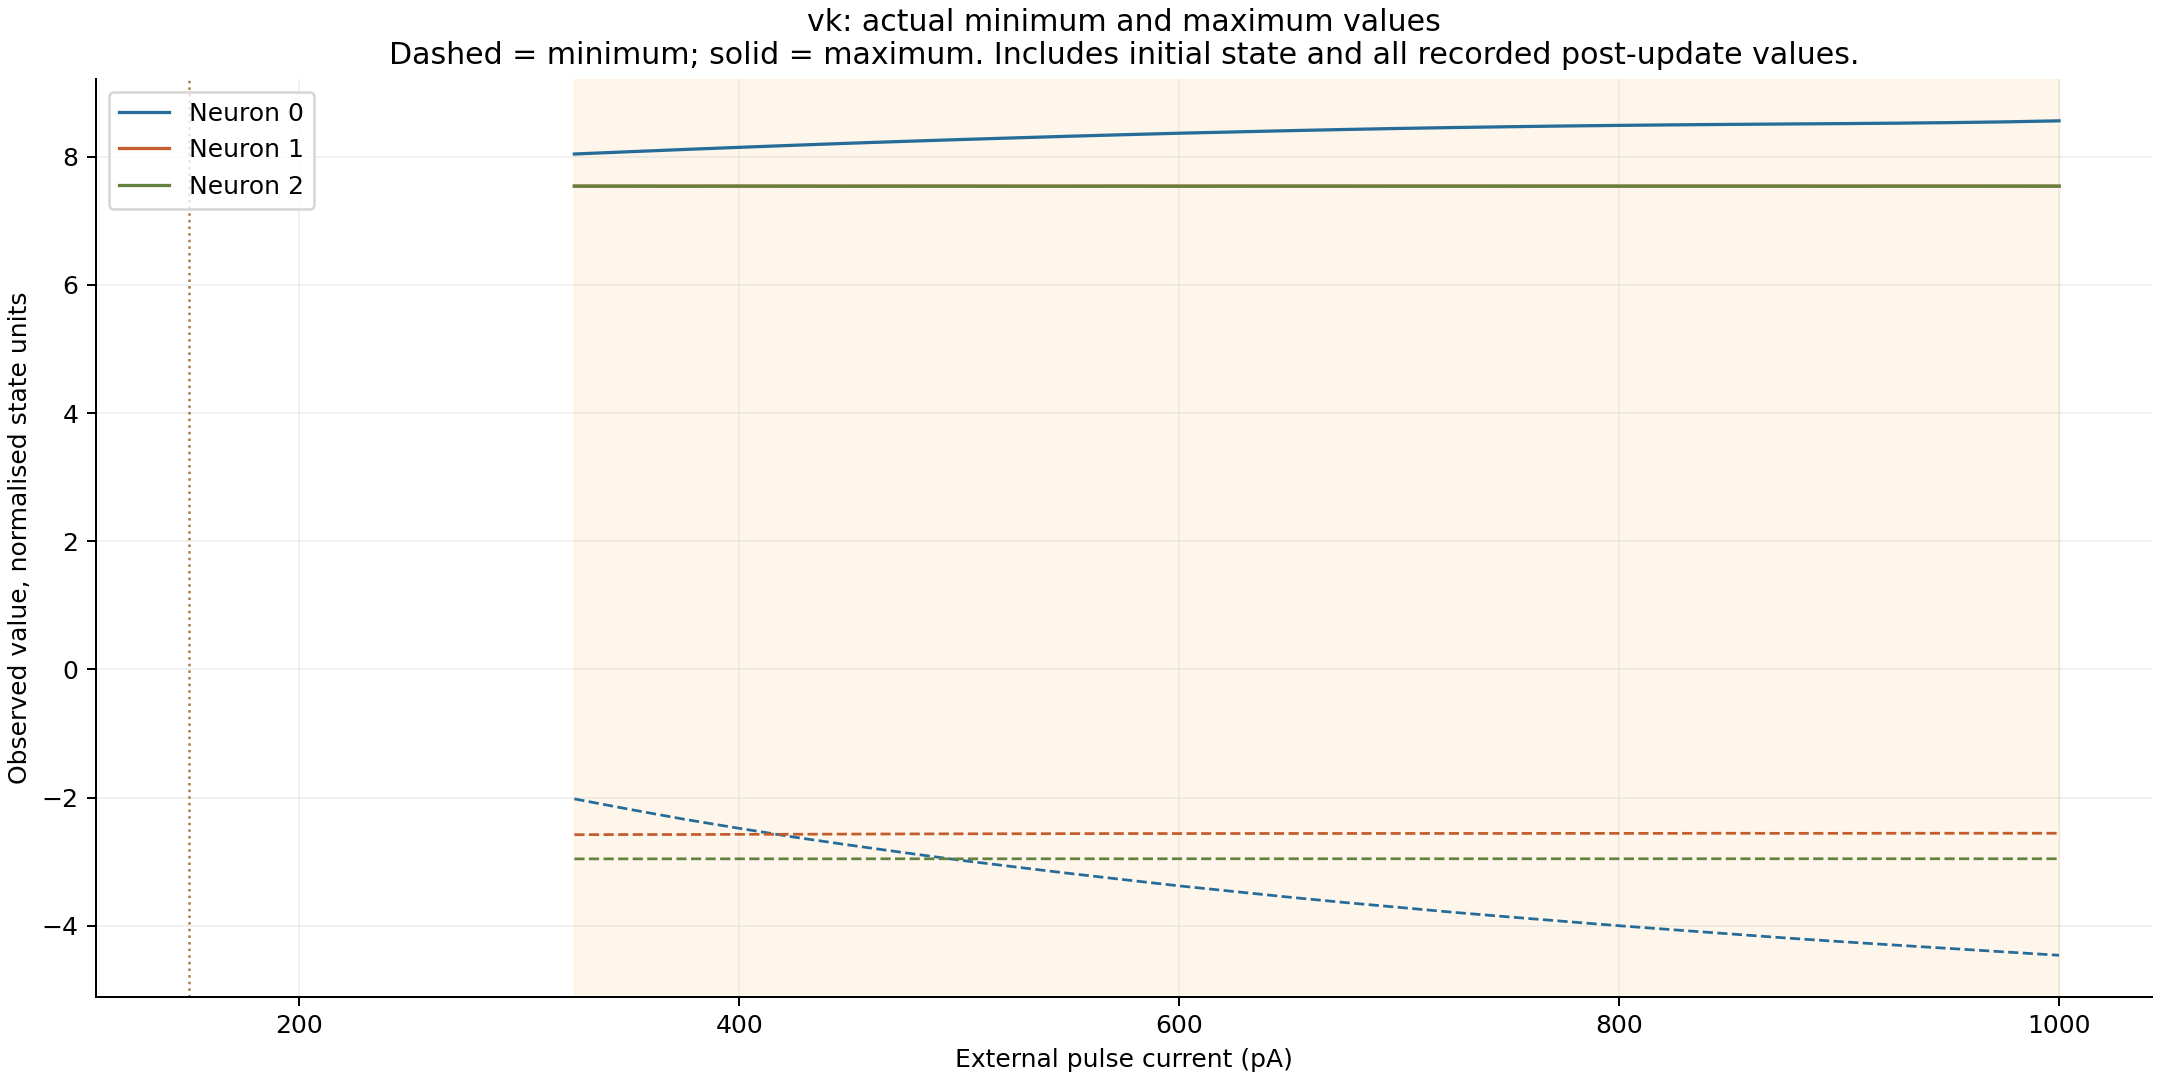 vk: actual minimum and maximum values
Dashed = minimum; solid = maximum. Includes initial state and all recorded post-update values.
Neuron 0
Neuron 1
Neuron 2
Observed value, normalised state units
8
6
4
2
0
−2
−4
200
400
600
800
1000
External pulse current (pA)